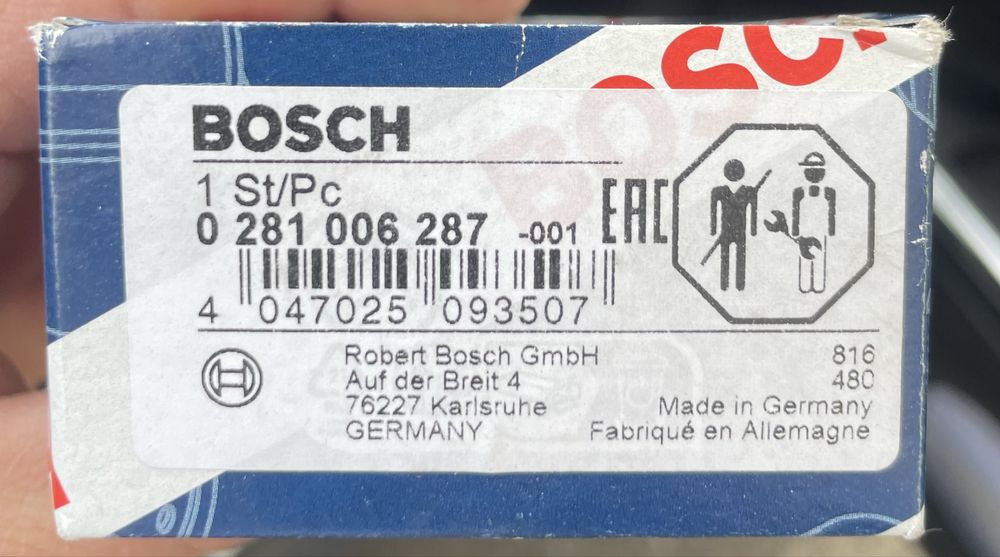 BOSCH
BOSCH
1 St/Pc
0 281 006 287 -001 EAC
4 047025 093507
Robert Bosch GmbH 816
Auf der Breit 4 480
76227 Karlsruhe Made in Germany
GERMANY Fabriqué en Allemagne